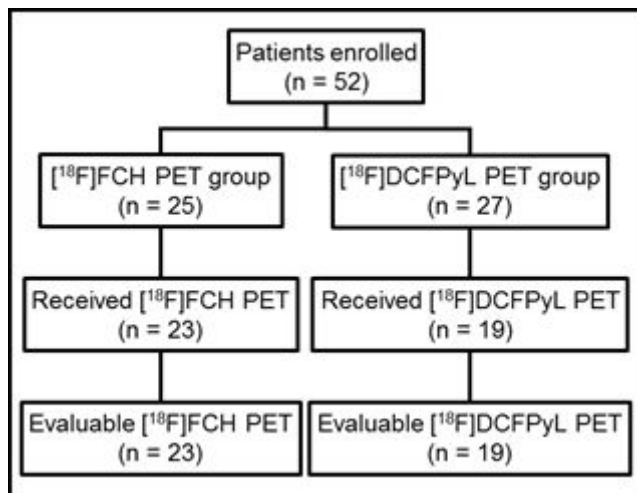 Patients enrolled
(n = 52)
[¹⁸F]FCH PET group
(n = 25)
[¹⁸F]DCFPyL PET group
(n = 27)
Received [¹⁸F]FCH PET
(n = 23)
Received [¹⁸F]DCFPyL PET
(n = 19)
Evaluable [¹⁸F]FCH PET
(n = 23)
Evaluable [¹⁸F]DCFPyL PET
(n = 19)